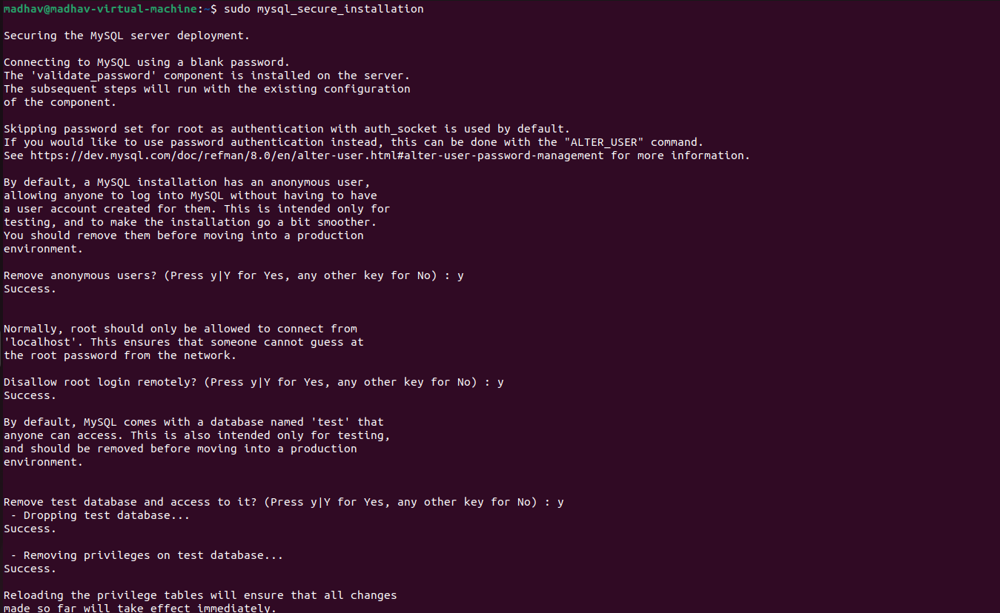 madhav@madhav-virtual-machine:~$ sudo mysql_secure_installation
Securing the MySQL server deployment.
Connecting to MySQL using a blank password.
The 'validate_password' component is installed on the server.
The subsequent steps will run with the existing configuration
of the component.
Skipping password set for root as authentication with auth_socket is used by default.
If you would like to use password authentication instead, this can be done with the "ALTER_USER" command.
See https://dev.mysql.com/doc/refman/8.0/en/alter-user.html#alter-user-password-management for more information.
By default, a MySQL installation has an anonymous user,
allowing anyone to log into MySQL without having to have
a user account created for them. This is intended only for
testing, and to make the installation go a bit smoother.
You should remove them before moving into a production
environment.
Remove anonymous users? (Press y|Y for Yes, any other key for No) : y
Success.
Normally, root should only be allowed to connect from
'localhost'. This ensures that someone cannot guess at
the root password from the network.
Disallow root login remotely? (Press y|Y for Yes, any other key for No) : y
Success.
By default, MySQL comes with a database named 'test' that
anyone can access. This is also intended only for testing,
and should be removed before moving into a production
environment.
Remove test database and access to it? (Press y|Y for Yes, any other key for No) : y
- Dropping test database...
Success.
- Removing privileges on test database...
Success.
Reloading the privilege tables will ensure that all changes
made so far will take effect immediately.